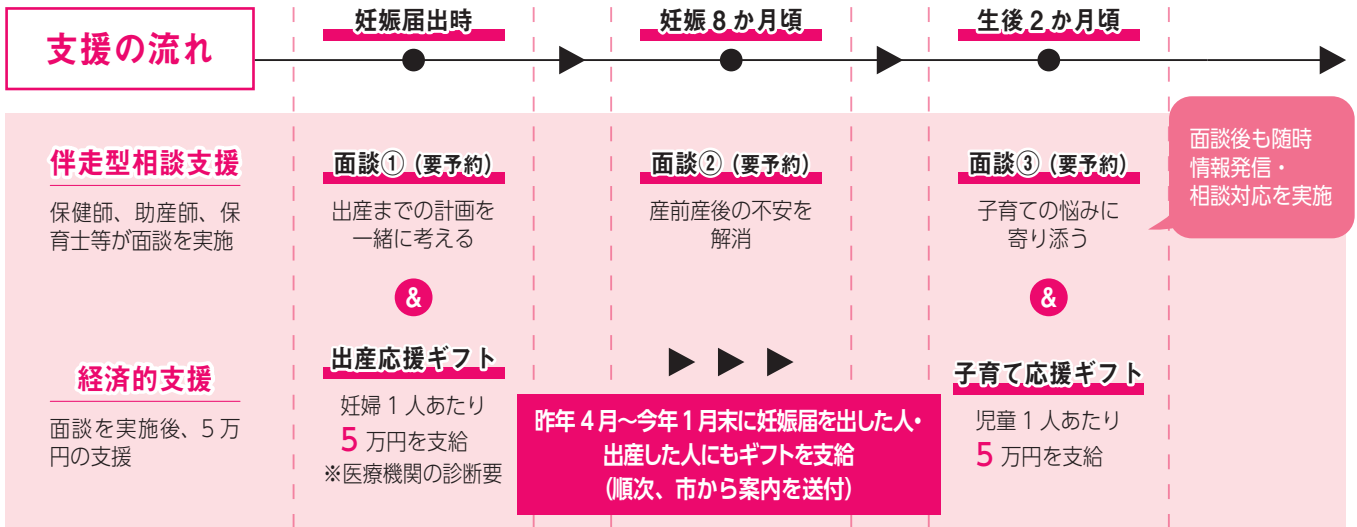 支援の流れ
妊娠届出時
妊娠8か月頃
生後2か月頃
伴走型相談支援
保健師、助産師、保
育士等が面談を実施
面談①（要予約）
出産までの計画を
一緒に考える
面談②（要予約）
産前産後の不安を
解消
面談③（要予約）
子育ての悩みに
寄り添う
面談後も随時
情報発信・
相談対応を実施
&
&
経済的支援
面談を実施後、5万
円の支援
出産応援ギフト
妊婦1人あたり
5万円を支給
※医療機関の診断要
昨年4月～今年1月末に妊娠届を出した人・
出産した人にもギフトを支給
（順次、市から案内を送付）
子育て応援ギフト
児童1人あたり
5万円を支給